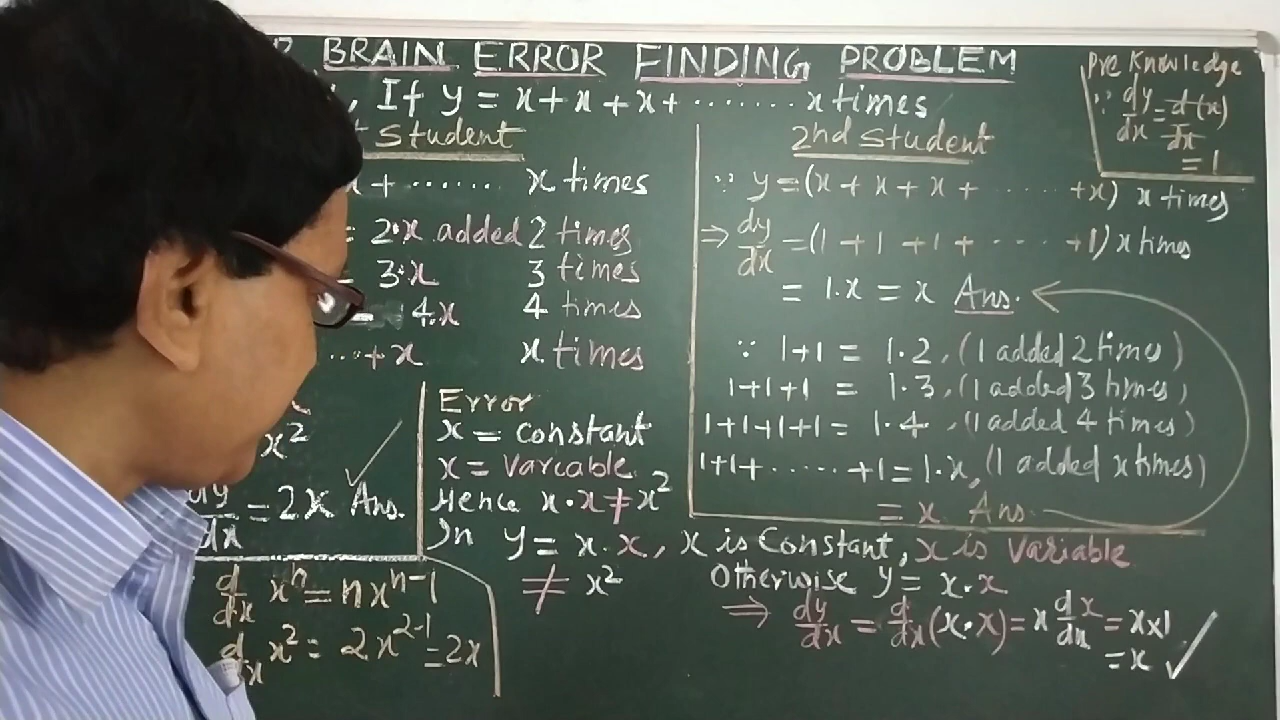 BRAIN ERROR FINDING PROBLEM
, If y = x + x + x + ........ x times
Pre Knowledge
∵ dy/dx = d(x)/dx
= 1
student
x + ....... x times
= 2·x added 2 times
= 3·x 3 times
= 4·x 4 times
...+ x x times
x²
dy/dx = 2x Ans.
d/dx xⁿ = nxⁿ⁻¹
d/dx x² = 2x²⁻¹ = 2x
Error
x = constant
x = variable
Hence x·x ≠ x²
In y = x·x, x is Constant, x is Variable
≠ x²
2nd student
∵ y = (x + x + x + ...... + x) x times
⇒ dy/dx = (1 + 1 + 1 + ..... + 1) x times
= 1·x = x Ans.
∵ 1+1 = 1·2, (1 added 2 times)
1+1+1 = 1·3, (1 added 3 times)
1+1+1+1 = 1·4, (1 added 4 times)
1+1+ ...... +1 = 1·x, (1 added x times)
= x Ans
Otherwise y = x·x
⇒ dy/dx = d/dx (x·x) = x dx/dx = x×1
= x